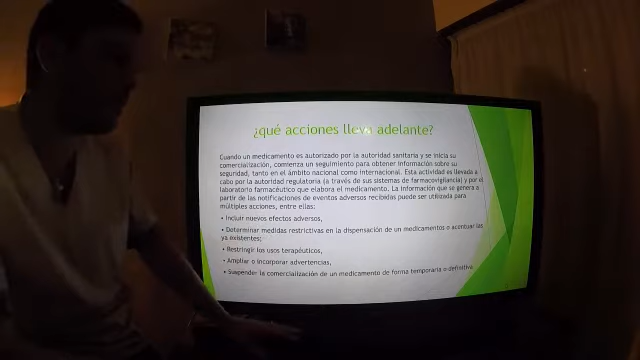 ¿qué acciones lleva adelante?
Cuando un medicamento es autorizado por la autoridad sanitaria y se inicia su
comercialización, comienza un seguimiento para obtener información sobre su
seguridad, tanto en el ámbito nacional como internacional. Esta actividad es llevada a
cabo por la autoridad regulatoria (a través de sus sistemas de farmacovigilancia) y por el
laboratorio farmacéutico que elabora el medicamento. La información que se genera a
partir de las notificaciones de eventos adversos recibidas puede ser utilizada para
múltiples acciones, entre ellas:
• Incluir nuevos efectos adversos,
• Determinar medidas restrictivas en la dispensación de un medicamentos o acentuar las
ya existentes;
• Restringir los usos terapéuticos,
• Ampliar o incorporar advertencias,
• Suspender la comercialización de un medicamento de forma temporaria o definitiva